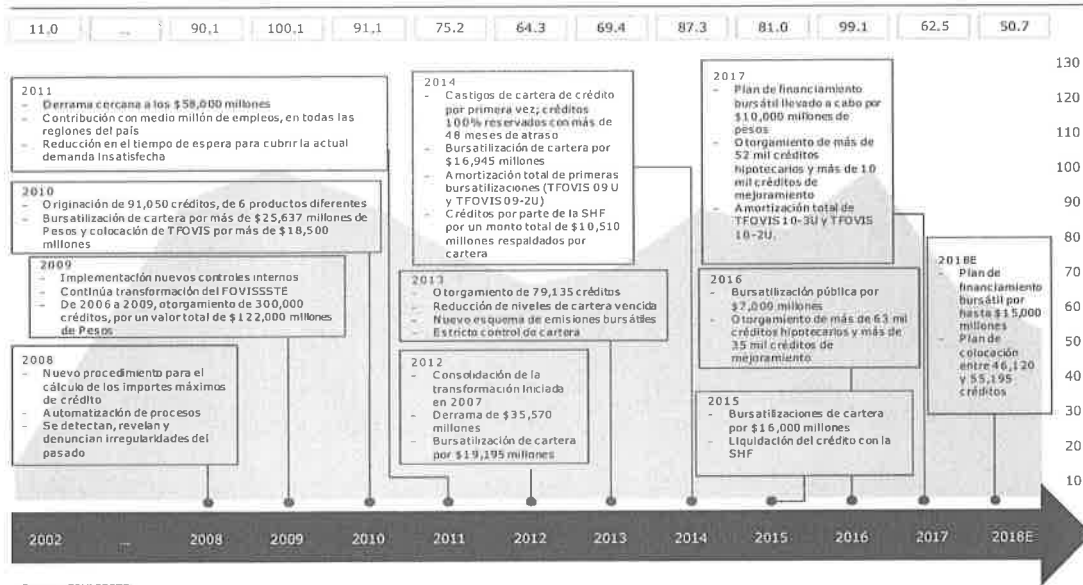 11.0 ... 90,1 100,1 91,1 75.2 64.3 69.4 87.3 81.0 99.1 62.5 50.7
2011
- Derrama cercana a los $58,000 millones
- Contribución con medio millón de empleos, en todas las
regiones del país
- Reducción en el tiempo de espera para cubrir la actual
demanda Insatisfecha
2010
- Originación de 91,050 créditos, de 6 productos diferentes
- Bursatilización de cartera por más de $25,637 millones de
Pesos y colocación de TFOVIS por más de $18,500
millones
2009
- Implementación nuevos controles internos
- Continúa transformación del FOVISSSTE
- De 2006 a 2009, otorgamiento de 300,000
créditos, por un valor total de $122,000 millones
de Pesos
2008
- Nuevo procedimiento para el
cálculo de los importes máximos
de crédito
- Automatización de procesos
- Se detectan, revelan y
denuncian irregularidades del
pasado
2014
- Castigos de cartera de crédito
por primera vez; créditos
100% reservados con más de
48 meses de atraso
- Bursatilización de cartera por
$16,945 millones
- Amortización total de primeras
bursatilizaciones (TFOVIS 09 U
y TFOVIS 09-2U)
- Créditos por parte de la SHF
por un monto total de $10,510
millones respaldados por
cartera
2013
- Otorgamiento de 79,135 créditos
- Reducción de niveles de cartera vencida
- Nuevo esquema de emisiones bursátiles
- Estricto control de cartera
2012
- Consolidación de la
transformación Iniciada
en 2007
- Derrama de $35,570
millones
- Bursatilización de cartera
por $19,195 millones
2017
- Plan de financiamiento
bursátil llevado a cabo por
$10,000 millones de
pesos
- Otorgamiento de más de
52 mil créditos
hipotecarios y más de 10
mil créditos de
mejoramiento
- Amortización total de
TFOVIS 10-3U y TFOVIS
10-2U.
2016
- Bursatilización pública por
$7,000 millones
- Otorgamiento de más de 63 mil
créditos hipotecarios y más de
35 mil créditos de
mejoramiento
2015
- Bursatilizaciones de cartera
por $16,000 millones
- Liquidación del crédito con la
SHF
2018E
- Plan de
financiamiento
bursátil por
hasta $15,000
millones
- Plan de
colocación
entre 46,120
y 55,195
créditos
130
120
110
100
90
80
70
60
50
40
30
20
10
2002 ... 2008 2009 2010 2011 2012 2013 2014 2015 2016 2017 2018E